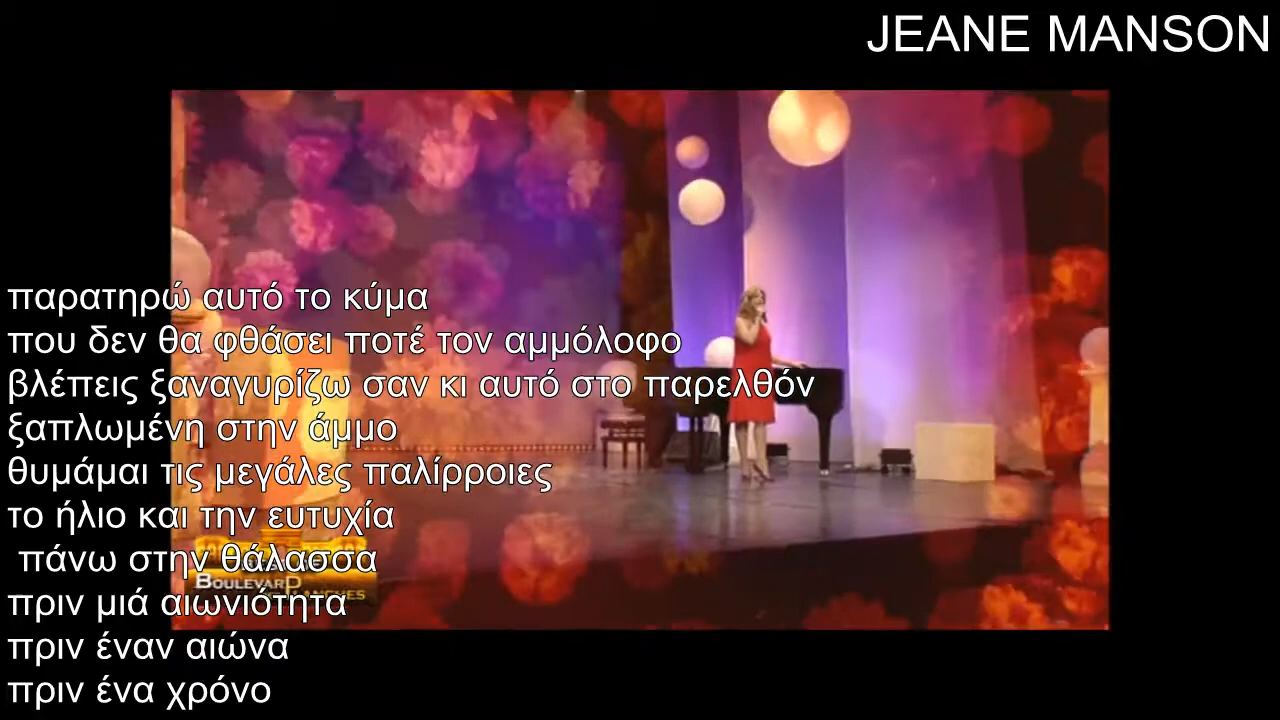 JEANE MANSON
παρατηρώ αυτό το κύμα
που δεν θα φθάσει ποτέ τον αμμόλοφο
βλέπεις ξαναγυρίζω σαν κι αυτό στο παρελθόν
ξαπλωμένη στην άμμο
θυμάμαι τις μεγάλες παλίρροιες
το ήλιο και την ευτυχία
πάνω στην θάλασσα
BOULEVARD
PLANCHES
πριν μιά αιωνιότητα
πριν έναν αιώνα
πριν ένα χρόνο